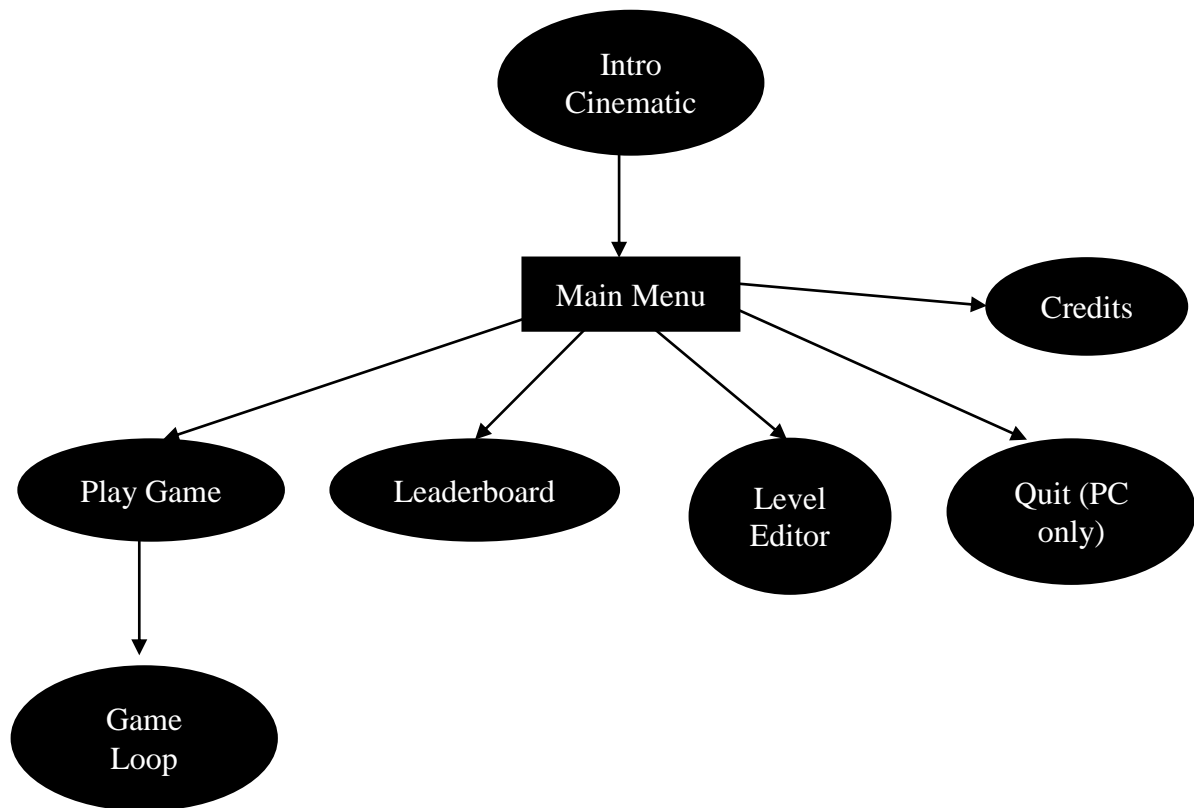 Intro
Cinematic
Main Menu
Credits
Play Game
Leaderboard
Level
Editor
Quit (PC
only)
Game
Loop